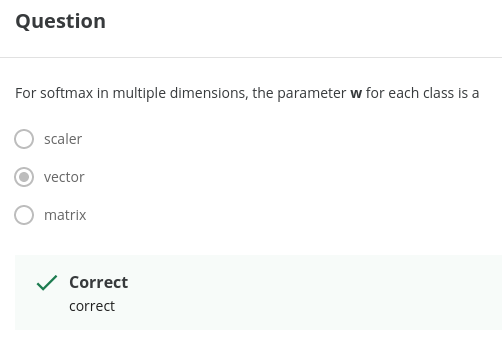 Question
For softmax in multiple dimensions, the parameter w for each class is a
scaler
vector
matrix
Correct
correct